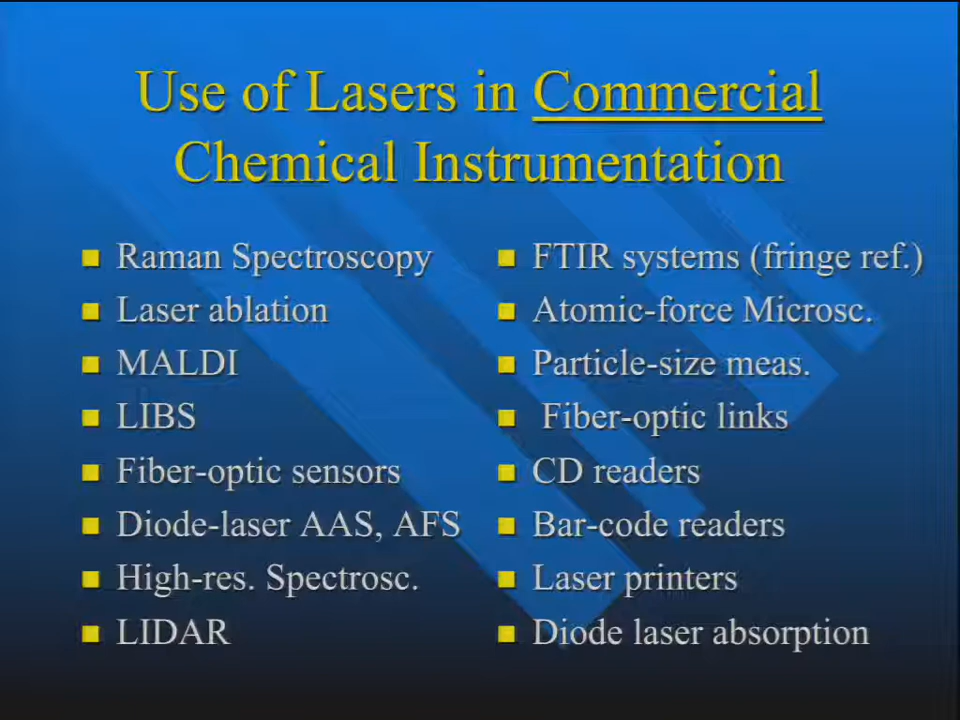 Use of Lasers in Commercial
Chemical Instrumentation
Raman Spectroscopy
Laser ablation
MALDI
LIBS
Fiber-optic sensors
Diode-laser AAS, AFS
High-res. Spectrosc.
LIDAR
FTIR systems (fringe ref.)
Atomic-force Microsc.
Particle-size meas.
Fiber-optic links
CD readers
Bar-code readers
Laser printers
Diode laser absorption